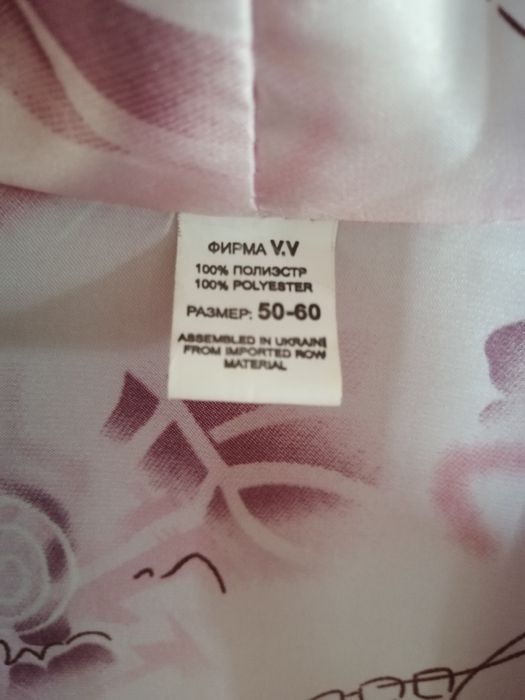 ФИРМА V.V
100% ПОЛИЭСТР
100% POLYESTER
РАЗМЕР: 50-60
ASSEMBLED IN UKRAINE
FROM IMPORTED ROW
MATERIAL